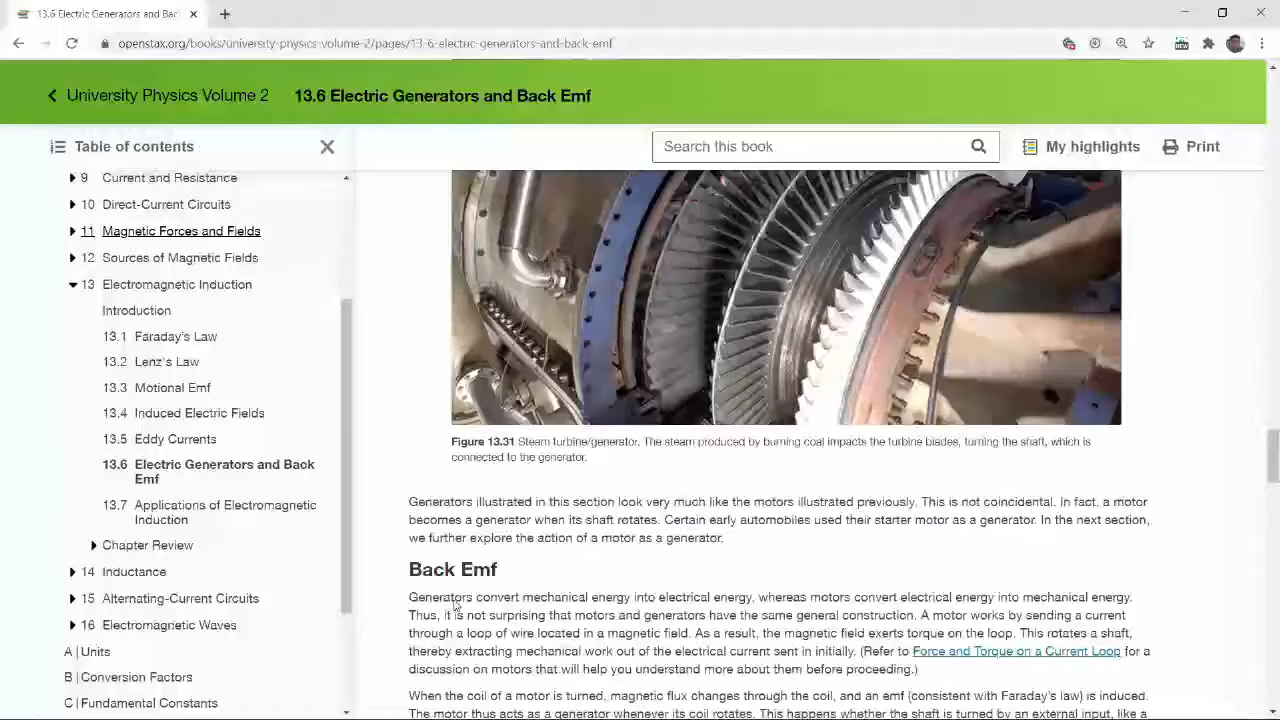 13.6 Electric Generators and Bac
openstax.org/books/university-physics-volume-2/pages/13-6-electric-generators-and-back-emf
NEW
University Physics Volume 2
13.6 Electric Generators and Back Emf
Table of contents
Search this book
My highlights
Print
9 Current and Resistance
10 Direct-Current Circuits
11 Magnetic Forces and Fields
12 Sources of Magnetic Fields
13 Electromagnetic Induction
Introduction
13.1 Faraday's Law
13.2 Lenz's Law
13.3 Motional Emf
13.4 Induced Electric Fields
13.5 Eddy Currents
13.6 Electric Generators and Back
Emf
13.7 Applications of Electromagnetic
Induction
Chapter Review
14 Inductance
15 Alternating-Current Circuits
16 Electromagnetic Waves
A | Units
B | Conversion Factors
C | Fundamental Constants
Figure 13.31 Steam turbine/generator. The steam produced by burning coal impacts the turbine blades, turning the shaft, which is
connected to the generator.
Generators illustrated in this section look very much like the motors illustrated previously. This is not coincidental. In fact, a motor
becomes a generator when its shaft rotates. Certain early automobiles used their starter motor as a generator. In the next section,
we further explore the action of a motor as a generator.
Back Emf
Generators convert mechanical energy into electrical energy, whereas motors convert electrical energy into mechanical energy.
Thus, it is not surprising that motors and generators have the same general construction. A motor works by sending a current
through a loop of wire located in a magnetic field. As a result, the magnetic field exerts torque on the loop. This rotates a shaft,
thereby extracting mechanical work out of the electrical current sent in initially. (Refer to Force and Torque on a Current Loop for a
discussion on motors that will help you understand more about them before proceeding.)
When the coil of a motor is turned, magnetic flux changes through the coil, and an emf (consistent with Faraday's law) is induced.
The motor thus acts as a generator whenever its coil rotates. This happens whether the shaft is turned by an external input, like a